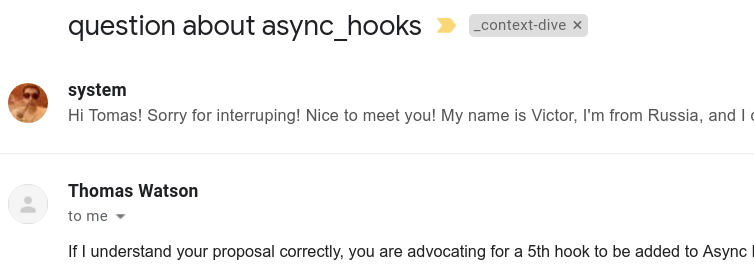 question about async_hooks _context-dive ×
system
Hi Tomas! Sorry for interruping! Nice to meet you! My name is Victor, I'm from Russia, and I
Thomas Watson
to me
If I understand your proposal correctly, you are advocating for a 5th hook to be added to Async